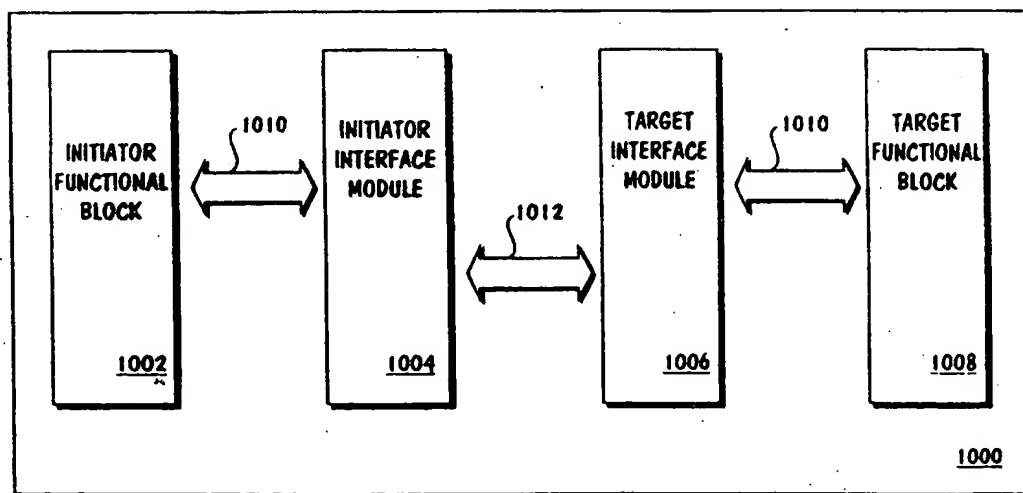 INITIATOR
FUNCTIONAL
BLOCK
1002
1010
INITIATOR
INTERFACE
MODULE
1004
1012
TARGET
INTERFACE
MODULE
1006
1010
TARGET
FUNCTIONAL
BLOCK
1008
1000